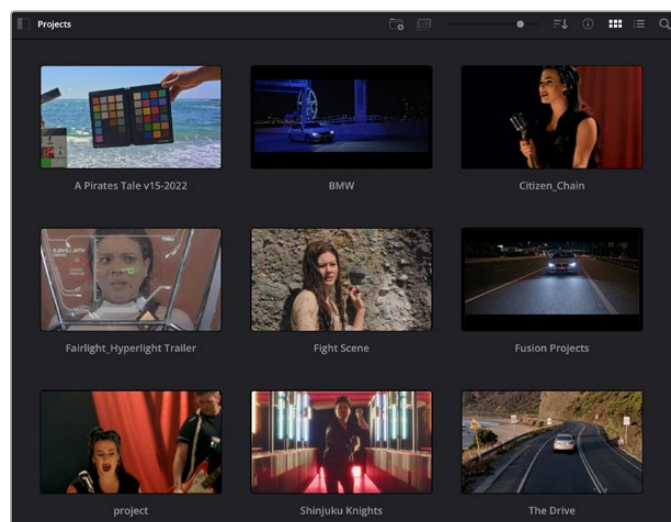 Projects
A Pirates Tale v15-2022
BMW
Citizen_Chain
Fairlight_Hyperlight Trailer
Fight Scene
Fusion Projects
project
Shinjuku Knights
The Drive